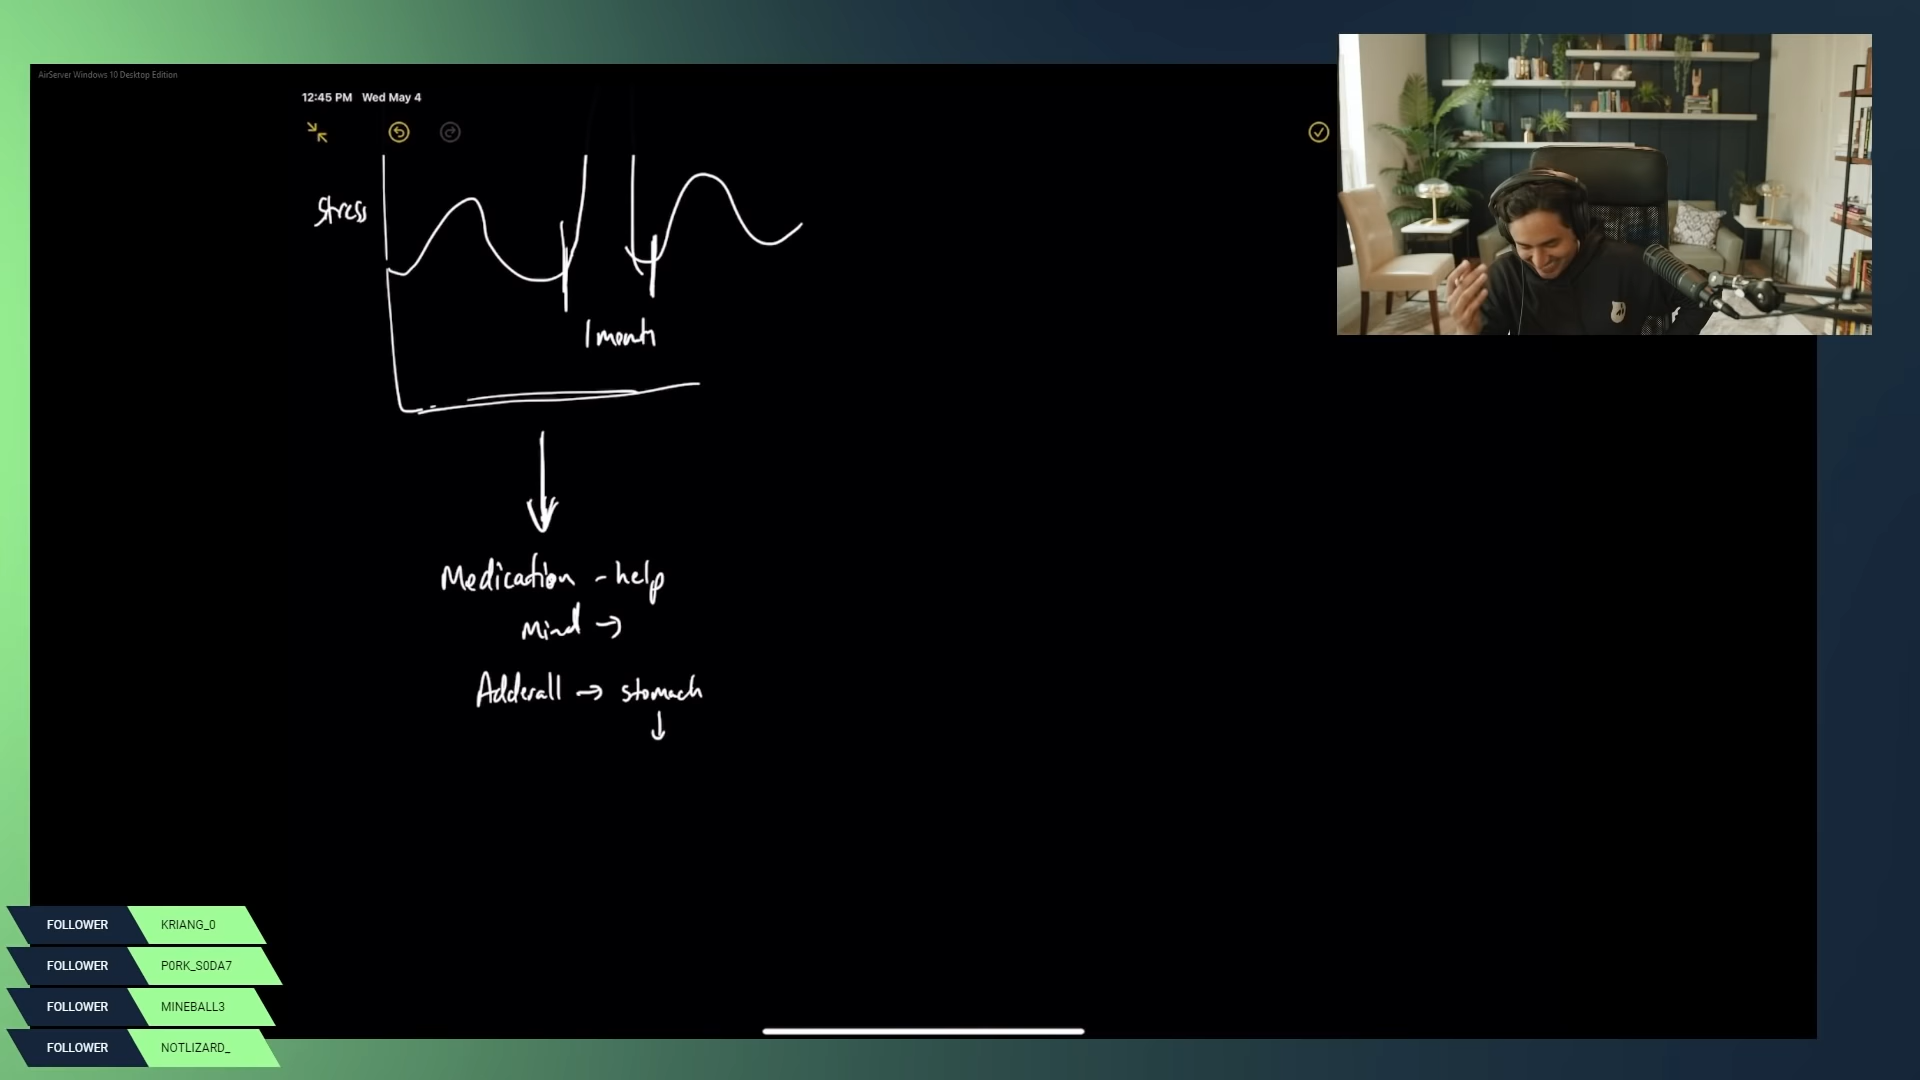 AirServer Windows 10 Desktop Edition
12:45 PM Wed May 4
Stress
1 month
Medication - help
Mind →
Adderall → stomach
↓
FOLLOWER KRIANG_0
FOLLOWER P0RK_S0DA7
FOLLOWER MINEBALL3
FOLLOWER NOTLIZARD_